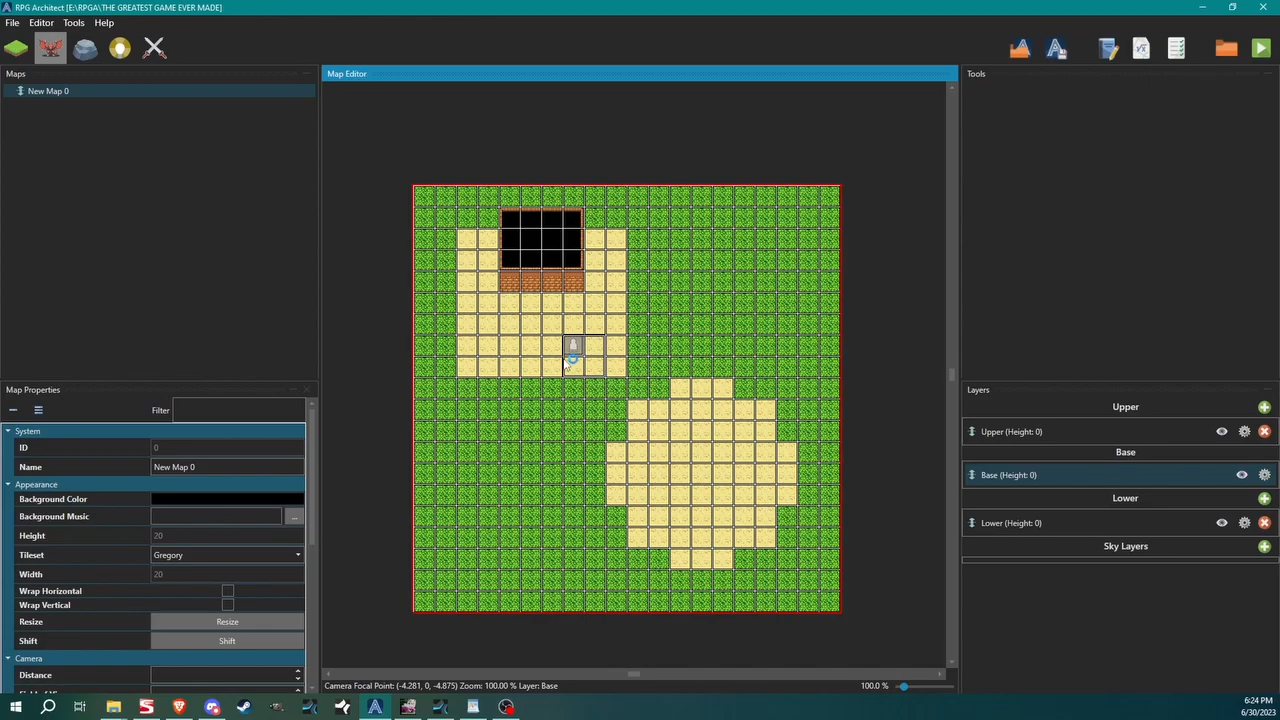 RPG Architect [E:\RPGA\THE GREATEST GAME EVER MADE]
File Editor Tools Help
Maps
New Map 0
Map Editor
Tools
Map Properties
Filter
System
ID 0
Name New Map 0
Appearance
Background Color
Background Music ...
Height 20
Tileset Gregory
Width 20
Wrap Horizontal
Wrap Vertical
Resize Resize
Shift Shift
Camera
Distance
Layers
Upper
Upper (Height: 0)
Base
Base (Height: 0)
Lower
Lower (Height: 0)
Sky Layers
Camera Focal Point: (-4.281, 0, -4.875) Zoom: 100.00 % Layer: Base
100.0 %
6:24 PM
6/30/2023